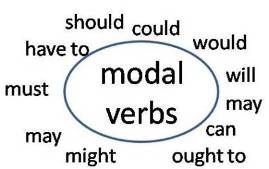 should
could
would
have to
modal
verbs
will
must
may
can
may
might
ought to